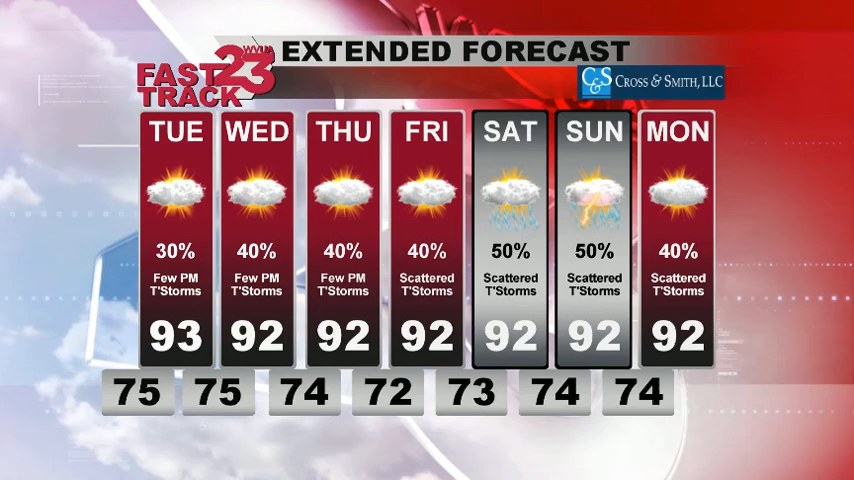 WVUA
23
FAST
TRACK
EXTENDED FORECAST
C&S CROSS & SMITH, LLC
TUE WED THU FRI SAT SUN MON
30% 40% 40% 40% 50% 50% 40%
Few PM Few PM Few PM Scattered Scattered Scattered Scattered
T'Storms T'Storms T'Storms T'Storms T'Storms T'Storms T'Storms
93 92 92 92 92 92 92
75 75 74 72 73 74 74